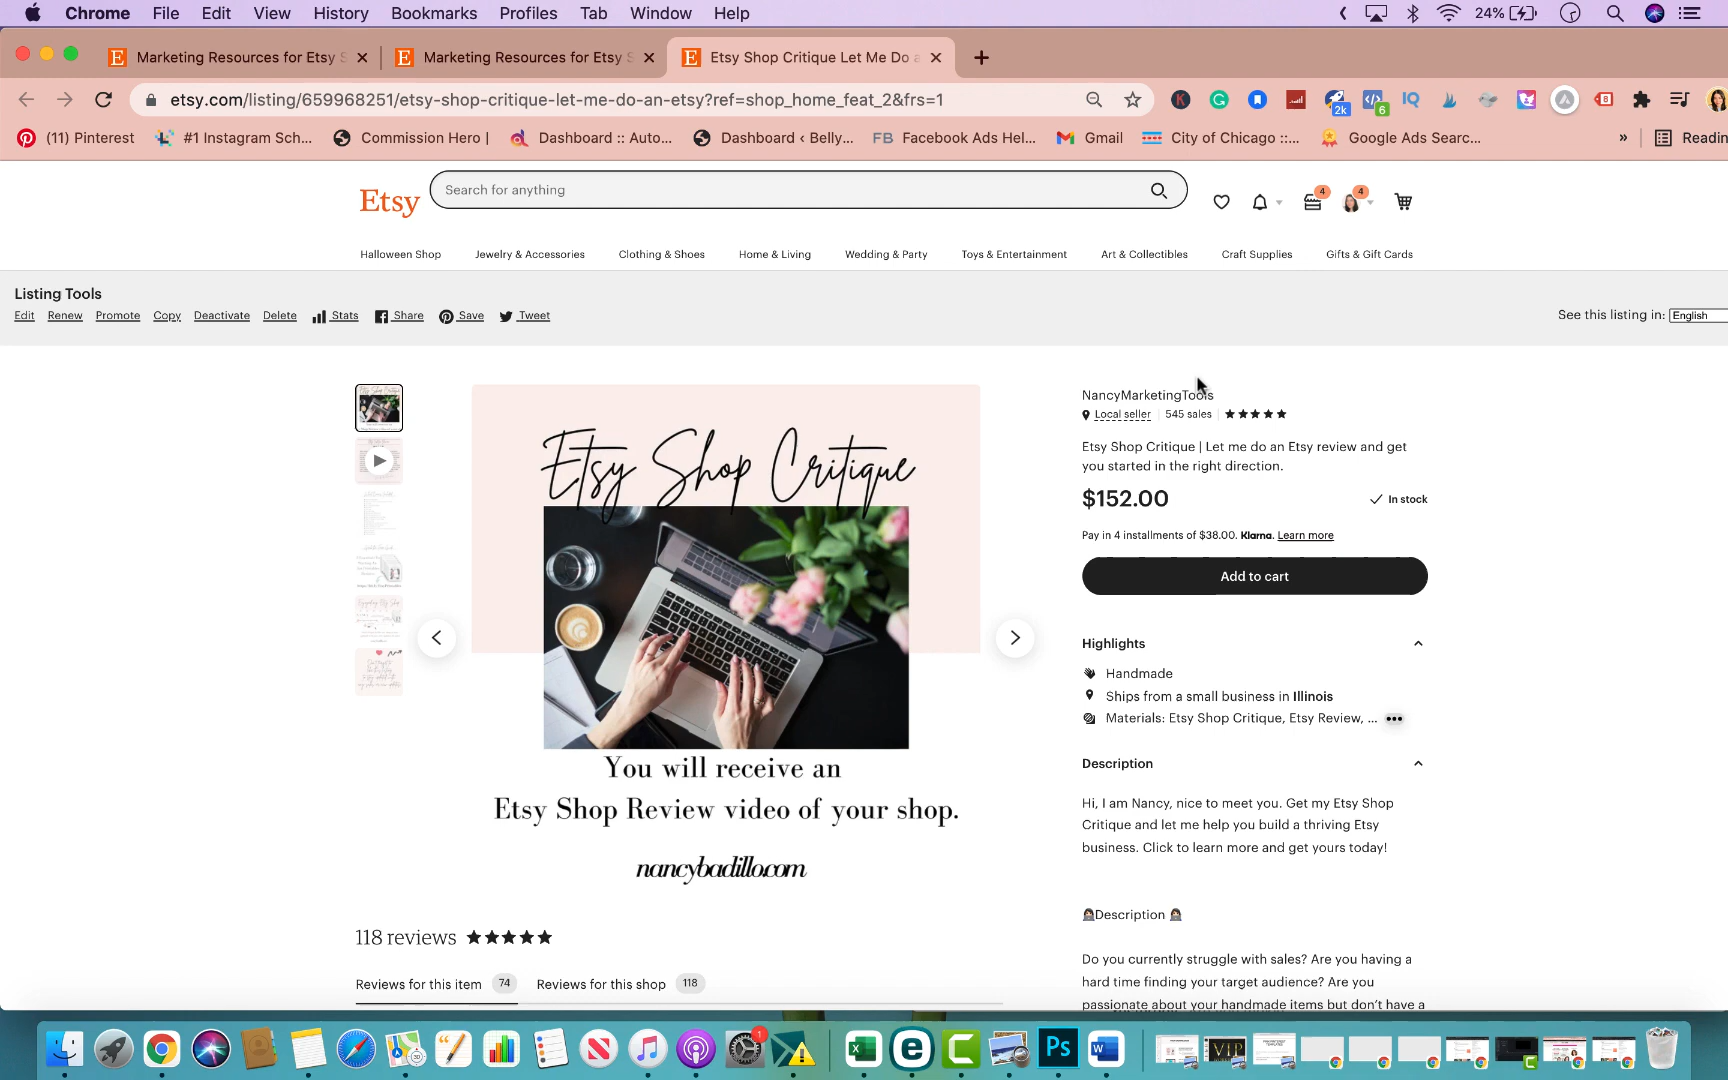 Chrome File Edit View History Bookmarks Profiles Tab Window Help 24%
Marketing Resources for Etsy S
Marketing Resources for Etsy S
Etsy Shop Critique Let Me Do a
etsy.com/listing/659968251/etsy-shop-critique-let-me-do-an-etsy?ref=shop_home_feat_2&frs=1
(11) Pinterest #1 Instagram Sch... Commission Hero | Dashboard :: Auto... Dashboard ‹ Belly... FB Facebook Ads Hel... Gmail City of Chicago ::... Google Ads Searc... » Readin
Etsy
Search for anything
4 4
Halloween Shop Jewelry & Accessories Clothing & Shoes Home & Living Wedding & Party Toys & Entertainment Art & Collectibles Craft Supplies Gifts & Gift Cards
Listing Tools
Edit Renew Promote Copy Deactivate Delete Stats Share Save Tweet
See this listing in: English
Etsy Shop Critique
You will receive an
Etsy Shop Review video of your shop.
nancybadillo.com
118 reviews
Reviews for this item 74 Reviews for this shop 118
NancyMarketingTools
Local seller 545 sales
Etsy Shop Critique | Let me do an Etsy review and get
you started in the right direction.
$152.00
In stock
Pay in 4 installments of $38.00. Klarna. Learn more
Add to cart
Highlights
Handmade
Ships from a small business in Illinois
Materials: Etsy Shop Critique, Etsy Review, ...
Description
Hi, I am Nancy, nice to meet you. Get my Etsy Shop
Critique and let me help you build a thriving Etsy
business. Click to learn more and get yours today!
Description
Do you currently struggle with sales? Are you having a
hard time finding your target audience? Are you
passionate about your handmade items but don't have a